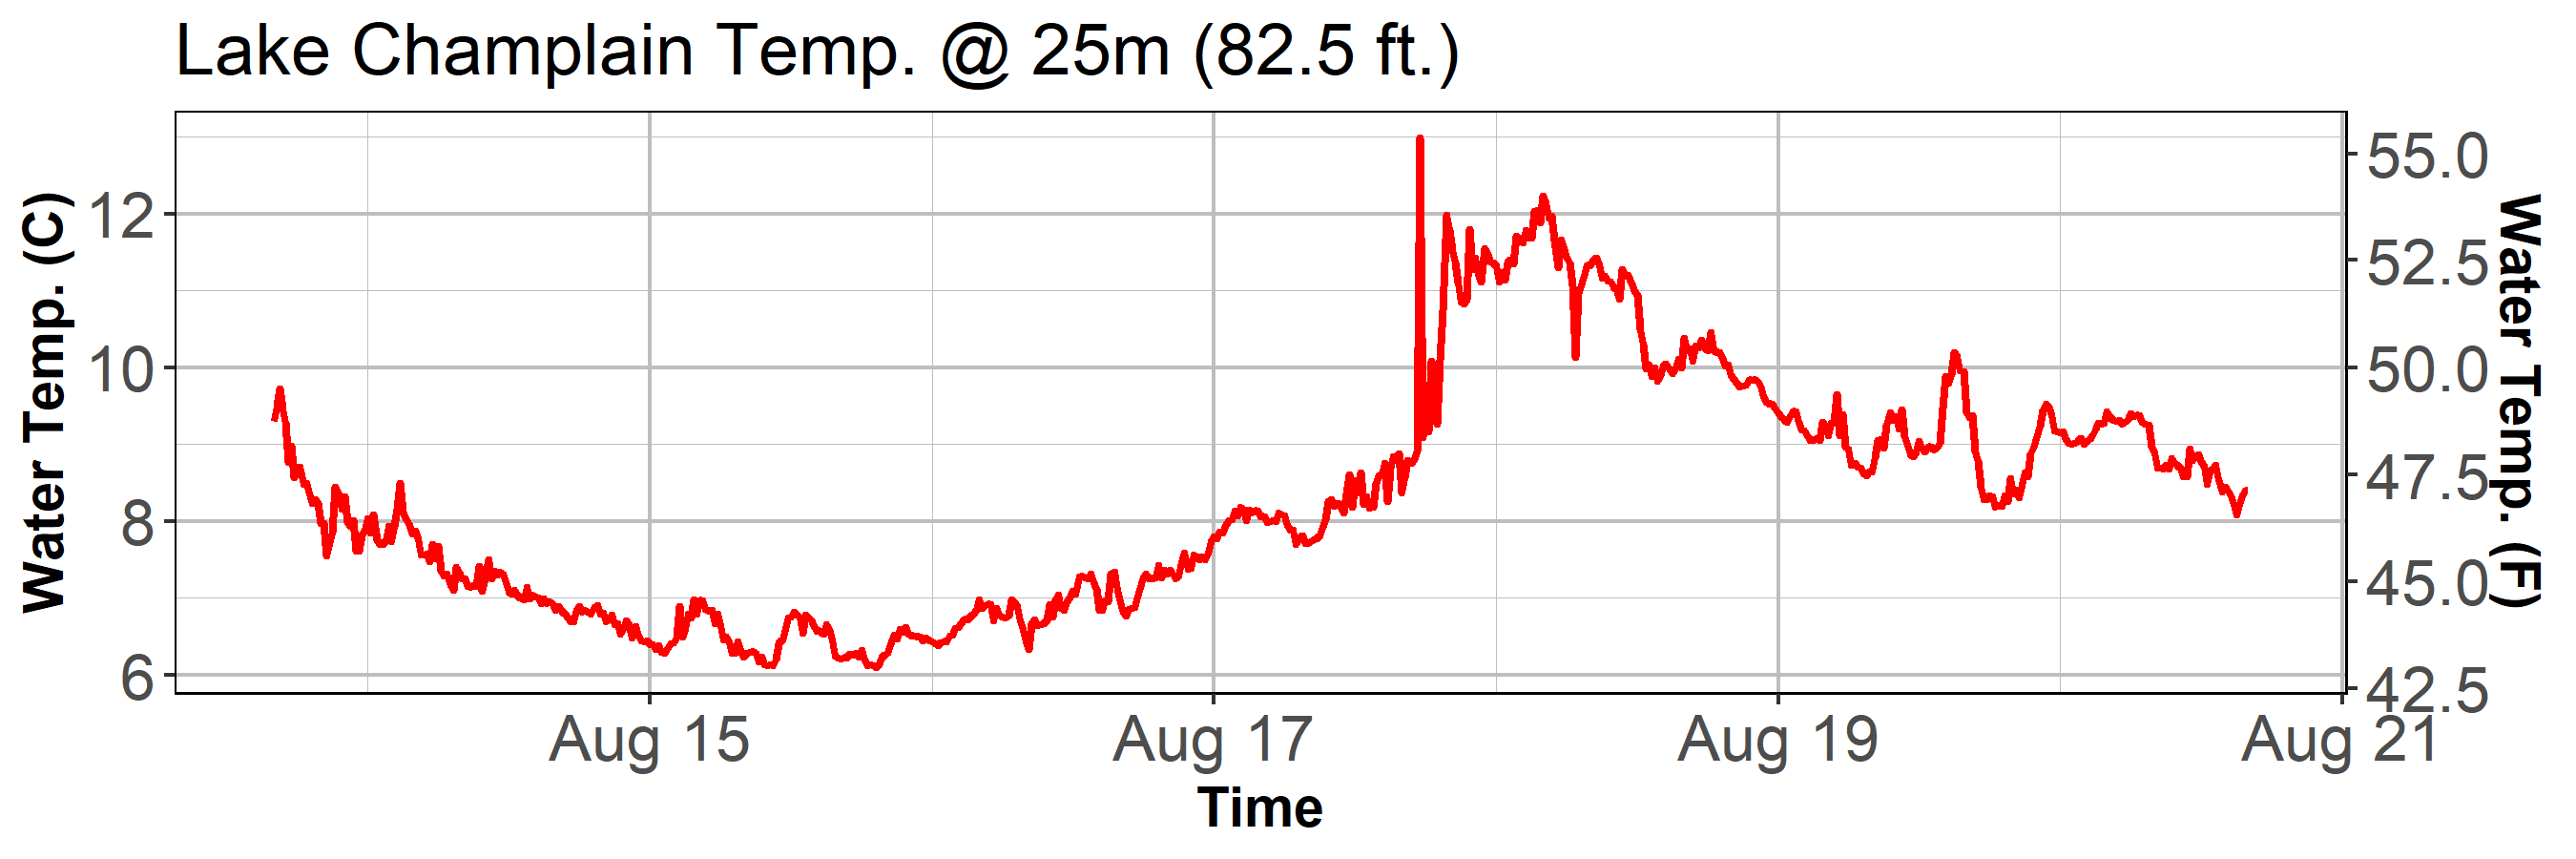 Lake Champlain Temp. @ 25m (82.5 ft.)
Water Temp. (C)
12
10
8
6
55.0
52.5
50.0
47.5
45.0
42.5
Water Temp. (F)
Aug 15
Aug 17
Aug 19
Aug 21
Time